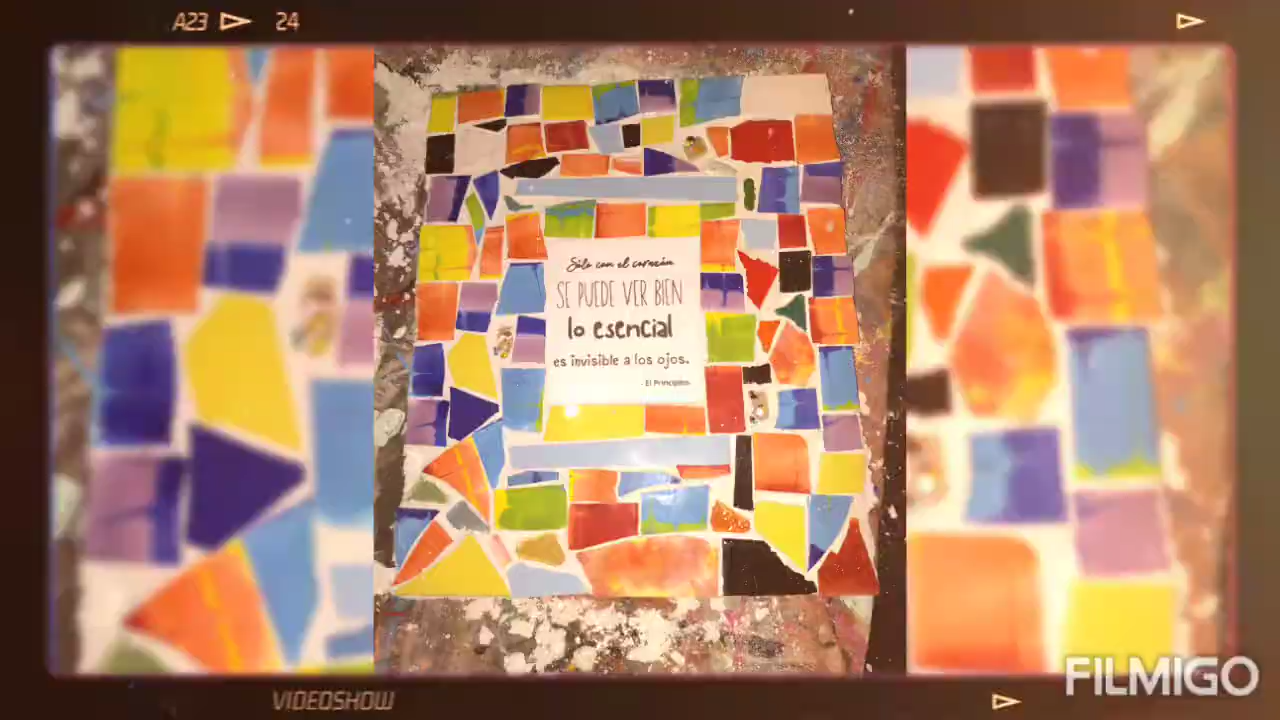 A23 24
Sólo con el corazón
SE PUEDE VER BIEN
lo esencial
es invisible a los ojos.
- El Principito
FILMIGO
VIDEOSHOW